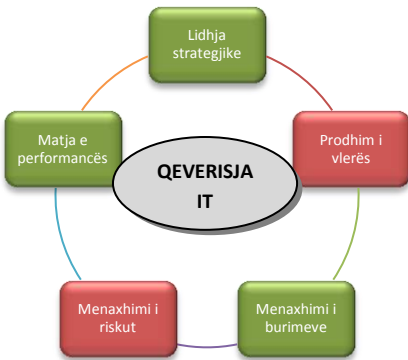 Lidhja
strategjike
Matja e
performancës
Prodhim i
vlerës
QEVERISJA
IT
Menaxhimi i
riskut
Menaxhimi i
burimeve